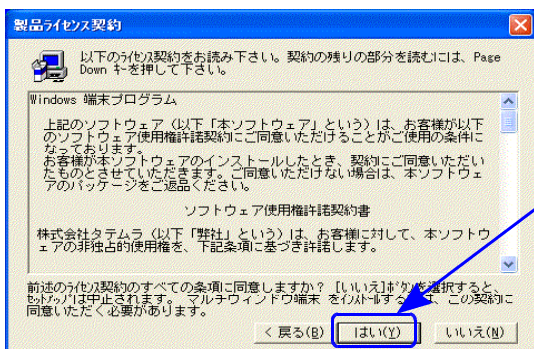 製品ライセンス契約
以下のライセンス契約をお読み下さい。契約の残りの部分を読むには、Page
Down キーを押して下さい。
Windows 端末プログラム
上記のソフトウェア（以下「本ソフトウェア」という）は、お客様が以下
のソフトウェア使用権許諾契約にご同意いただけることがご使用の条件に
なっております。
お客様が本ソフトウェアのインストールしたとき、契約にご同意いただい
たものとさせていただきます。ご同意いただけない場合は、本ソフトウェ
アのパッケージをご返品ください。
ソフトウェア使用権許諾契約書
株式会社タテムラ（以下「弊社」という）は、お客様に対して、本ソフトウ
ェアの非独占的使用権を、下記条項に基づき許諾します。
前述のライセンス契約のすべての条項に同意しますか？ [いいえ]ボタンを選択すると、
セットアップは中止されます。 マルチウィンドウ端末 をインストールするには、この契約に
同意いただく必要があります。
< 戻る(B) はい(Y) いいえ(N)